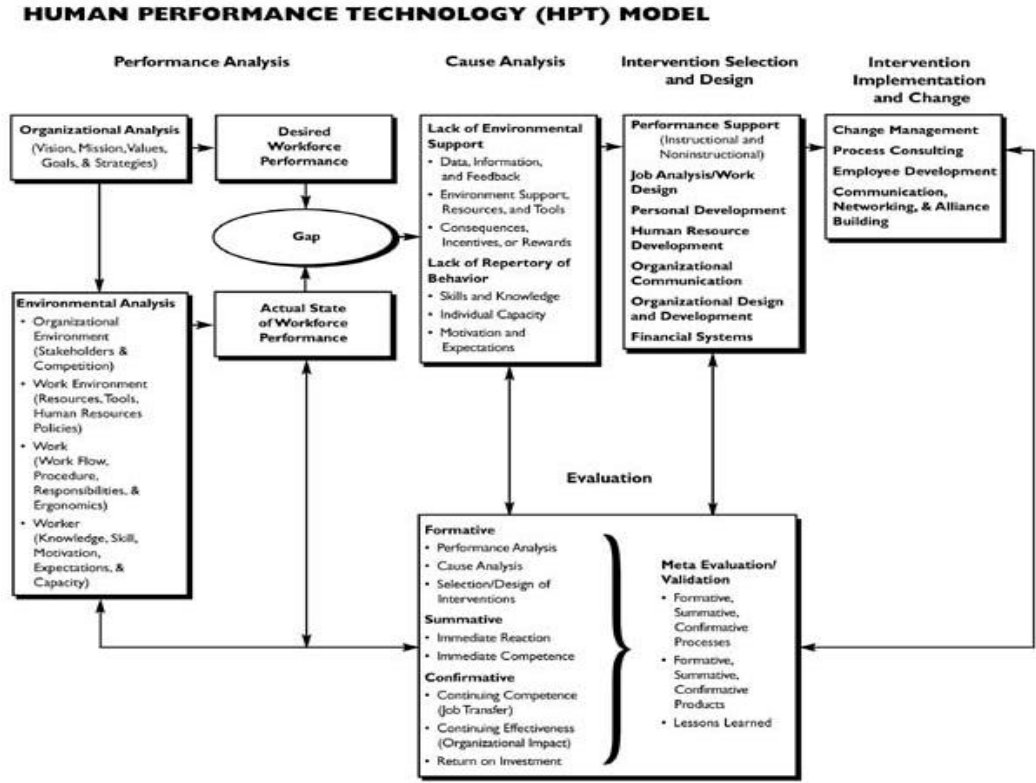 HUMAN PERFORMANCE TECHNOLOGY (HPT) MODEL
Performance Analysis
Cause Analysis
Intervention Selection
and Design
Intervention
Implementation
and Change
Organizational Analysis
(Vision, Mission, Values,
Goals, & Strategies)
Desired
Workforce
Performance
Gap
Environmental Analysis
• Organizational
Environment
(Stakeholders &
Competition)
• Work Environment
(Resources, Tools,
Human Resources
Policies)
• Work
(Work Flow,
Procedure,
Responsibilities, &
Ergonomics)
• Worker
(Knowledge, Skill,
Motivation,
Expectations, &
Capacity)
Actual State
of Workforce
Performance
Lack of Environmental
Support
• Data, Information,
and Feedback
• Environment Support,
Resources, and Tools
• Consequences,
Incentives, or Rewards
Lack of Repertory of
Behavior
• Skills and Knowledge
• Individual Capacity
• Motivation and
Expectations
Performance Support
(Instructional and
Noninstructional)
Job Analysis/Work
Design
Personal Development
Human Resource
Development
Organizational
Communication
Organizational Design
and Development
Financial Systems
Change Management
Process Consulting
Employee Development
Communication,
Networking, & Alliance
Building
Evaluation
Formative
• Performance Analysis
• Cause Analysis
• Selection/Design of
Interventions
Summative
• Immediate Reaction
• Immediate Competence
Confirmative
• Continuing Competence
(Job Transfer)
• Continuing Effectiveness
(Organizational Impact)
• Return on Investment
Meta Evaluation/
Validation
• Formative,
Summative,
Confirmative
Processes
• Formative,
Summative,
Confirmative
Products
• Lessons Learned